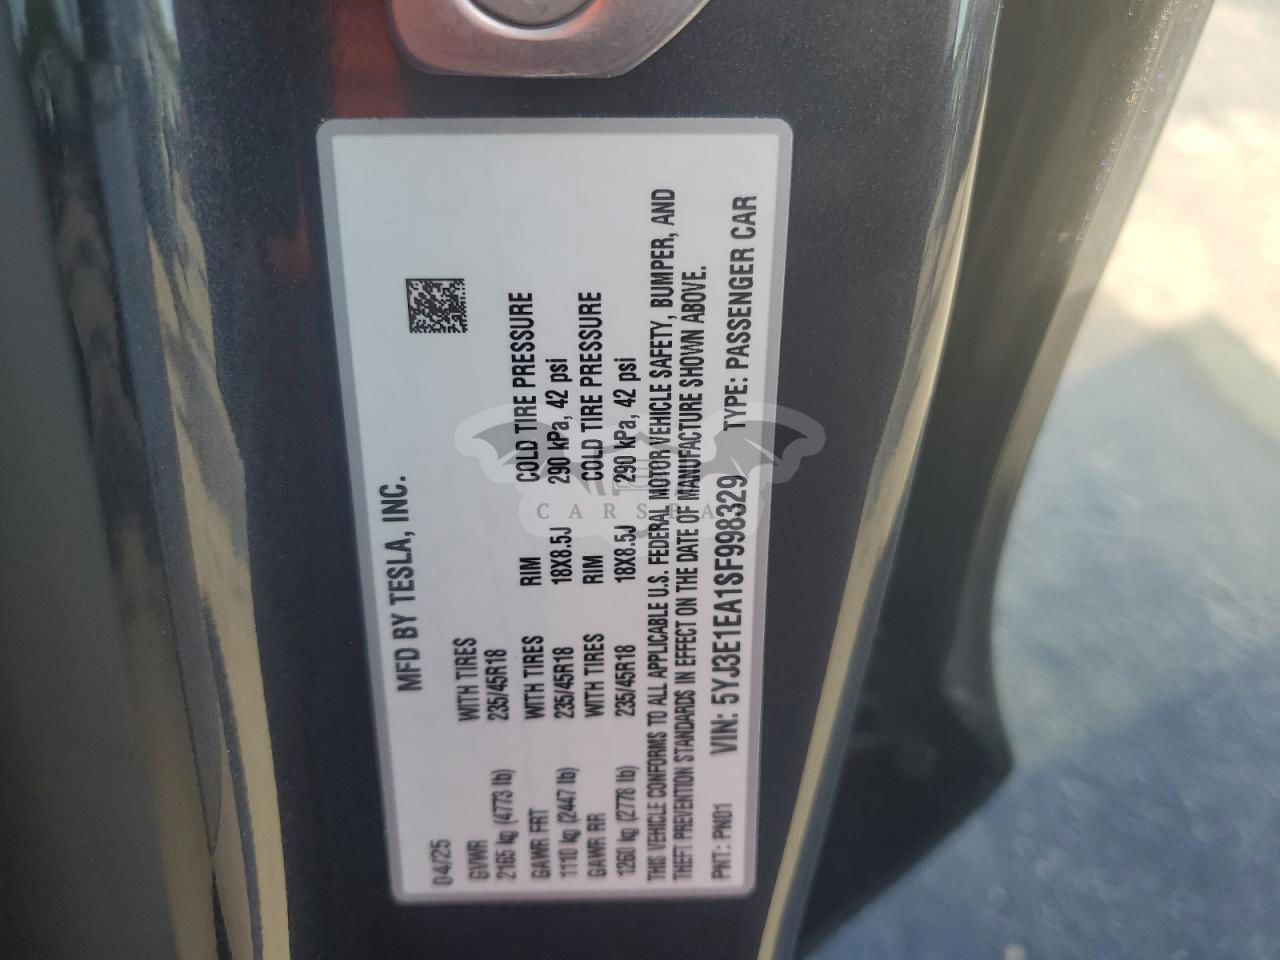 MFD BY TESLA, INC.
04/25
GVWR
2165 kg (4773 lb)
WITH TIRES
235/45R18
GAWR FRT
1110 kg (2447 lb)
WITH TIRES
235/45R18
RIM
18X8.5J
COLD TIRE PRESSURE
290 kPa, 42 psi
GAWR RR
1260 kg (2778 lb)
WITH TIRES
235/45R18
RIM
18X8.5J
COLD TIRE PRESSURE
290 kPa, 42 psi
THIS VEHICLE CONFORMS TO ALL APPLICABLE U.S. FEDERAL MOTOR VEHICLE SAFETY, BUMPER, AND
THEFT PREVENTION STANDARDS IN EFFECT ON THE DATE OF MANUFACTURE SHOWN ABOVE.
PNT: PN01 VIN: 5YJ3E1EA1SF998329 TYPE: PASSENGER CAR